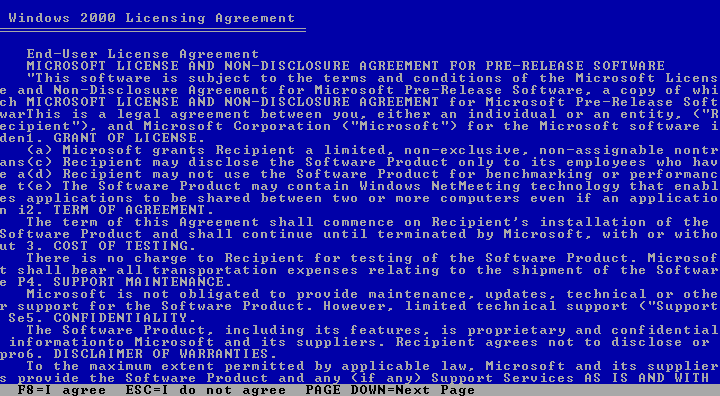 Windows 2000 Licensing Agreement
End-User License Agreement
MICROSOFT LICENSE AND NON-DISCLOSURE AGREEMENT FOR PRE-RELEASE SOFTWARE
"This software is subject to the terms and conditions of the Microsoft Licens
e and Non-Disclosure Agreement for Microsoft Pre-Release Software, a copy of whi
ch MICROSOFT LICENSE AND NON-DISCLOSURE AGREEMENT for Microsoft Pre-Release Soft
warThis is a legal agreement between you, either an individual or an entity, ("R
ecipient"), and Microsoft Corporation ("Microsoft") for the Microsoft software i
den1. GRANT OF LICENSE.
(a) Microsoft grants Recipient a limited, non-exclusive, non-assignable nontr
ans(c) Recipient may disclose the Software Product only to its employees who hav
e a(d) Recipient may not use the Software Product for benchmarking or performanc
e t(e) The Software Product may contain Windows NetMeeting technology that enabl
es applications to be shared between two or more computers even if an applicatio
n i2. TERM OF AGREEMENT.
The term of this Agreement shall commence on Recipient's installation of the
Software Product and shall continue until terminated by Microsoft, with or witho
ut 3. COST OF TESTING.
There is no charge to Recipient for testing of the Software Product. Microsof
t shall bear all transportation expenses relating to the shipment of the Softwar
e P4. SUPPORT MAINTENANCE.
Microsoft is not obligated to provide maintenance, updates, technical or othe
r support for the Software Product. However, limited technical support ("Support
Se5. CONFIDENTIALITY.
The Software Product, including its features, is proprietary and confidential
informationto Microsoft and its suppliers. Recipient agrees not to disclose or
pro6. DISCLAIMER OF WARRANTIES.
To the maximum extent permitted by applicable law, Microsoft and its supplier
s provide the Software Product and any (if any) Support Services AS IS AND WITH
F8=I agree  ESC=I do not agree  PAGE DOWN=Next Page